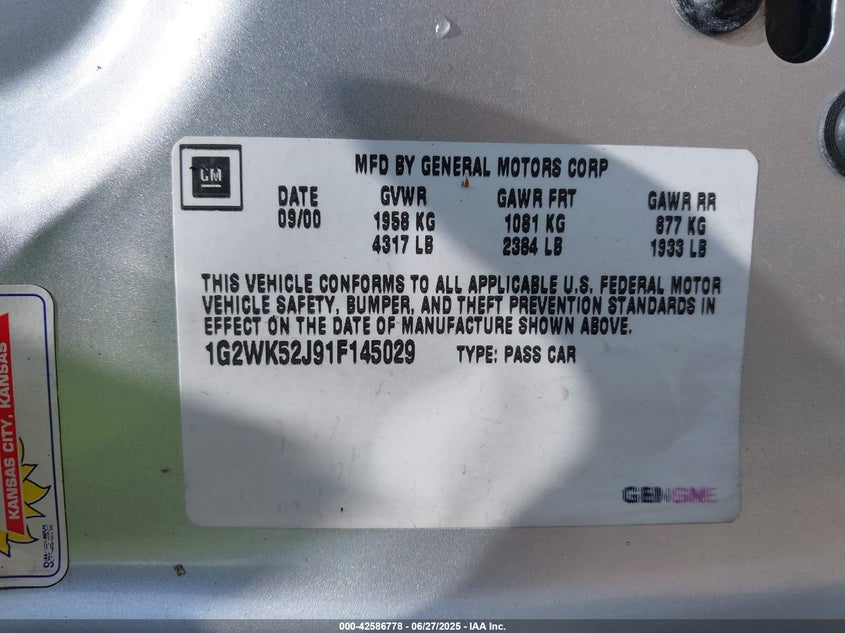 GM
MFD BY GENERAL MOTORS CORP
DATE GVWR GAWR FRT GAWR RR
09/00 1958 KG 1081 KG 877 KG
4317 LB 2384 LB 1933 LB
THIS VEHICLE CONFORMS TO ALL APPLICABLE U.S. FEDERAL MOTOR
VEHICLE SAFETY, BUMPER, AND THEFT PREVENTION STANDARDS IN
EFFECT ON THE DATE OF MANUFACTURE SHOWN ABOVE.
1G2WK52J91F145029 TYPE: PASS CAR
KANSAS CITY, KANSAS
000-42586778 - 06/27/2025 - IAA Inc.